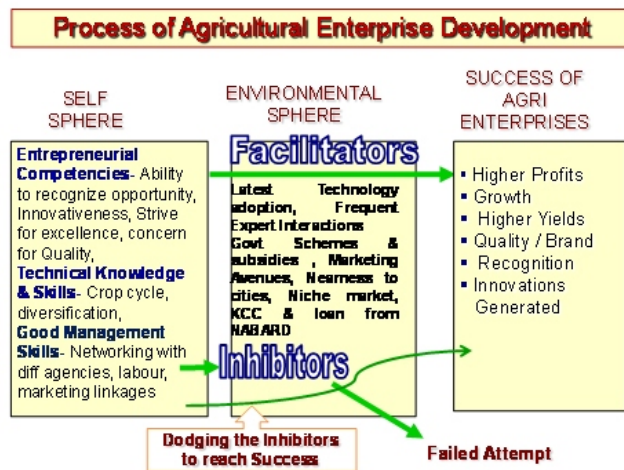 Process of Agricultural Enterprise Development
SELF
SPHERE
Entrepreneurial
Competencies- Ability
to recognize opportunity,
Innovativeness, Strive
for excellence, concern
for Quality,
Technical Knowledge
& Skills- Crop cycle,
diversification,
Good Management
Skills- Networking with
diff agencies, labour,
marketing linkages
ENVIRONMENTAL
SPHERE
Facilitators
Latest Technology
adoption, Frequent
Expert Interactions
Govt Schemes &
subsidies , Marketing
Avenues, Nearness to
cities, Niche market,
KCC & loan from
NABARD
Inhibitors
Dodging the Inhibitors
to reach Success
SUCCESS OF
AGRI
ENTERPRISES
▪ Higher Profits
▪ Growth
▪ Higher Yields
▪ Quality / Brand
▪ Recognition
▪ Innovations
Generated
Failed Attempt